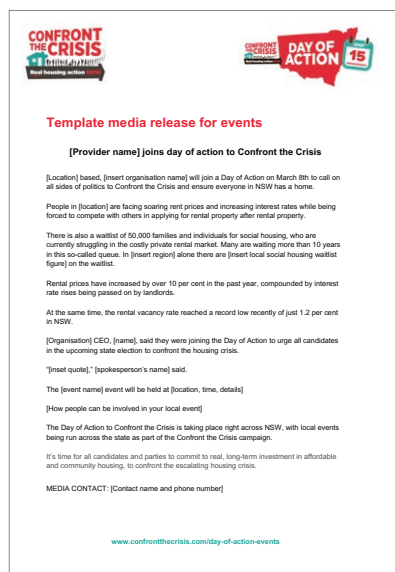 CONFRONT
THE CRISIS
Real housing action NOW
CONFRONT
THE CRISIS
Real housing action NOW
DAY OF
ACTION
15
Template media release for events
[Provider name] joins day of action to Confront the Crisis
[Location] based, [insert organisation name] will join a Day of Action on March 8th to call on
all sides of politics to Confront the Crisis and ensure everyone in NSW has a home.
People in [location] are facing soaring rent prices and increasing interest rates while being
forced to compete with others in applying for rental property after rental property.
There is also a waitlist of 50,000 families and individuals for social housing, who are
currently struggling in the costly private rental market. Many are waiting more than 10 years
in this so-called queue. In [insert region] alone there are [insert local social housing waitlist
figure] on the waitlist.
Rental prices have increased by over 10 per cent in the past year, compounded by interest
rate rises being passed on by landlords.
At the same time, the rental vacancy rate reached a record low recently of just 1.2 per cent
in NSW.
[Organisation] CEO, [name], said they were joining the Day of Action to urge all candidates
in the upcoming state election to confront the housing crisis.
"[inset quote]," [spokesperson's name] said.
The [event name] event will be held at [location, time, details]
[How people can be involved in your local event]
The Day of Action to Confront the Crisis is taking place right across NSW, with local events
being run across the state as part of the Confront the Crisis campaign.
It's time for all candidates and parties to commit to real, long-term investment in affordable
and community housing, to confront the escalating housing crisis.
MEDIA CONTACT: [Contact name and phone number]
www.confrontthecrisis.com/day-of-action-events